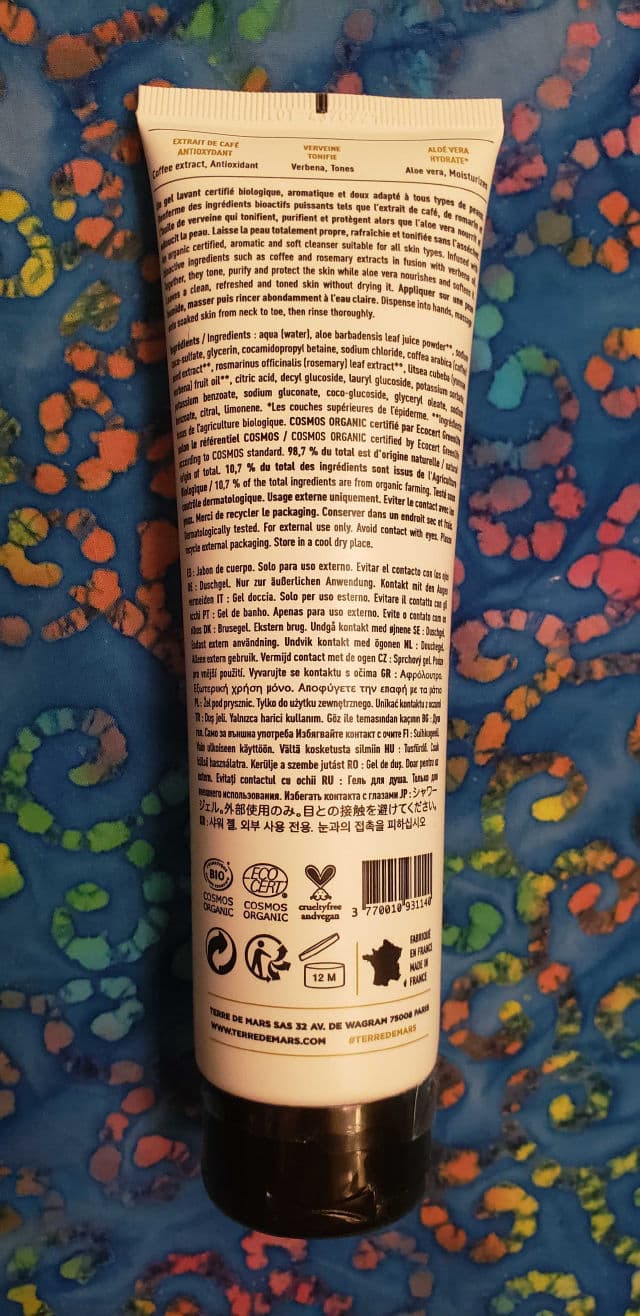 LOT
EXTRAIT DE CAFÉ
ANTIOXYDANT
Coffee extract, Antioxidant
VERVEINE
TONIFIE
Verbena, Tones
ALOÉ VERA
HYDRATE*
Aloe vera, Moisturizes
gel lavant certifié biologique, aromatique et doux adapté à tous types de peaux
renferme des ingrédients bioactifs puissants tels que l'extrait de café, de romarin et
l'huile de verveine qui tonifient, purifient et protègent alors que l'aloe vera nourrit et
adoucit la peau. Laisse la peau totalement propre, rafraîchie et tonifiée sans l'assécher
organic certified, aromatic and soft cleanser suitable for all skin types. Infused with
bioactive ingredients such as coffee and rosemary extracts in fusion with verbena oil
Together, they tone, purify and protect the skin while aloe vera nourishes and softens it
Leaves a clean, refreshed and toned skin without drying it. Appliquer sur une peau
humide, masser puis rincer abondamment à l'eau claire. Dispense into hands, massage
onto soaked skin from neck to toe, then rinse thoroughly.
Ingrédients / Ingredients : aqua (water), aloe barbadensis leaf juice powder**, sodium
coco-sulfate, glycerin, cocamidopropyl betaine, sodium chloride, coffea arabica (coffee)
seed extract**, rosmarinus officinalis (rosemary) leaf extract**, litsea cubeba (yunnan
verbena) fruit oil**, citric acid, decyl glucoside, lauryl glucoside, potassium sorbate,
potassium benzoate, sodium gluconate, coco-glucoside, glyceryl oleate, sodium
benzoate, citral, limonene. *Les couches supérieures de l'épiderme. **Ingrédients
issus de l'agriculture biologique. COSMOS ORGANIC certifié par Ecocert Greenlife
selon le référentiel COSMOS / COSMOS ORGANIC certified by Ecocert Greenlife
according to COSMOS standard. 98,7 % du total est d'origine naturelle / natural
origin of total. 10,7 % du total des ingrédients sont issus de l'Agriculture
Biologique / 10,7 % of the total ingredients are from organic farming. Testé sous
contrôle dermatologique. Usage externe uniquement. Eviter le contact avec les
yeux. Merci de recycler le packaging. Conserver dans un endroit sec et frais.
Dermatologically tested. For external use only. Avoid contact with eyes. Please
recycle external packaging. Store in a cool dry place.
ES : Jabon de cuerpo. Solo para uso externo. Evitar el contacto con los ojos
DE : Duschgel. Nur zur äußerlichen Anwendung. Kontakt mit den Augen
vermeiden IT : Gel doccia. Solo per uso esterno. Evitare il contatto con gli
occhi PT : Gel de banho. Apenas para uso externo. Evite o contato com os
olhos DK : Brusegel. Ekstern brug. Undgå kontakt med øjnene SE : Duschgel.
Endast extern användning. Undvik kontakt med ögonen NL : Douchegel.
Alleen extern gebruik. Vermijd contact met de ogen CZ : Sprchový gel. Pouze
pro vnější použití. Vyvarujte se kontaktu s očima GR : Αφρόλουτρο.
Εξωτερική χρήση μόνο. Αποφύγετε την επαφή με τα μάτια
PL : Żel pod prysznic. Tylko do użytku zewnętrznego. Unikać kontaktu z oczami
TR : Duş jeli. Yalnızca harici kullanım. Göz ile temasından kaçının BG : Душ
гел. Само за външна употреба Избягвайте контакт с очите FI : Suihkugeeli.
Vain ulkoiseen käyttöön. Vältä kosketusta silmiin HU : Tusfürdő. Csak
külső használatra. Kerülje a szembe jutást RO : Gel de duș. Doar pentru uz
extern. Evitați contactul cu ochii RU : Гель для душа. Только для
внешнего использования. Избегать контакта с глазами JP : シャワー
ジェル。外部使用のみ。目との接触を避けてください。
KR : 샤워 젤. 외부 사용 전용. 눈과의 접촉을 피하십시오
BIO
COSMOS
ORGANIC
ECO
CERT
COSMOS
ORGANIC
crueltyfree
andvegan
3 770010 931140
12 M
FABRIQUÉ
EN FRANCE
MADE IN
FRANCE
TERRE DE MARS SAS 32 AV. DE WAGRAM 75008 PARIS
WWW.TERREDEMARS.COM #TERREDEMARS